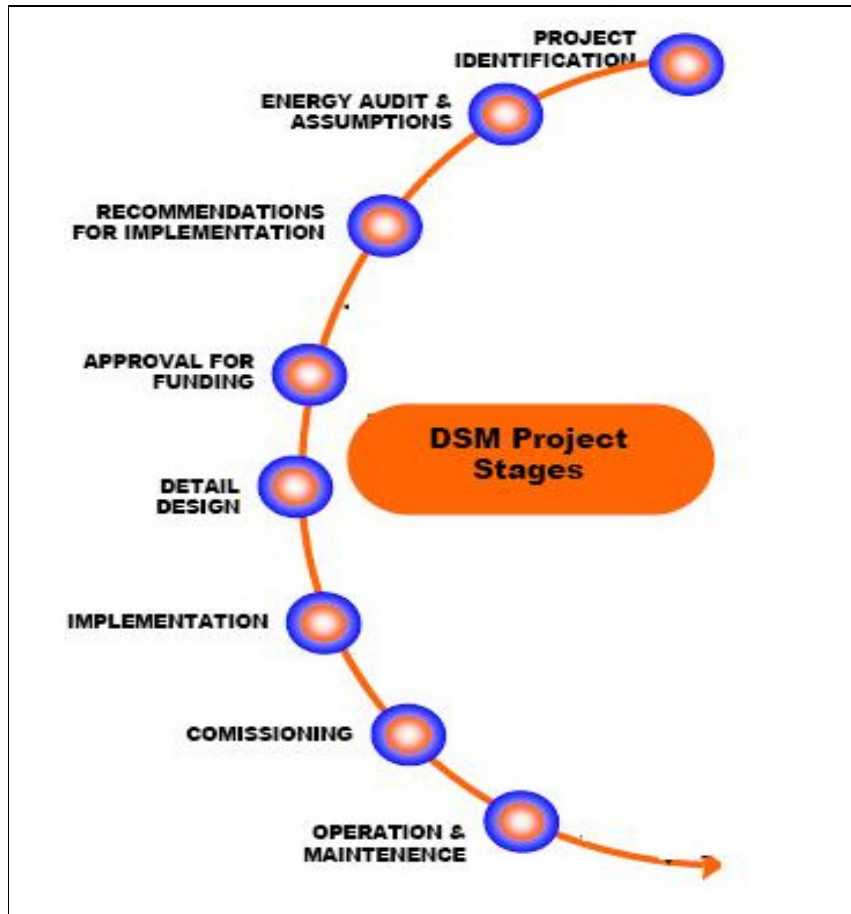 PROJECT
IDENTIFICATION
ENERGY AUDIT &
ASSUMPTIONS
RECOMMENDATIONS
FOR IMPLEMENTATION
APPROVAL FOR
FUNDING
DSM Project
Stages
DETAIL
DESIGN
IMPLEMENTATION
COMISSIONING
OPERATION &
MAINTENENCE